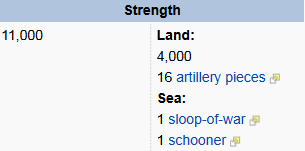 Strength
11,000
Land:
4,000
16 artillery pieces
Sea:
1 sloop-of-war
1 schooner